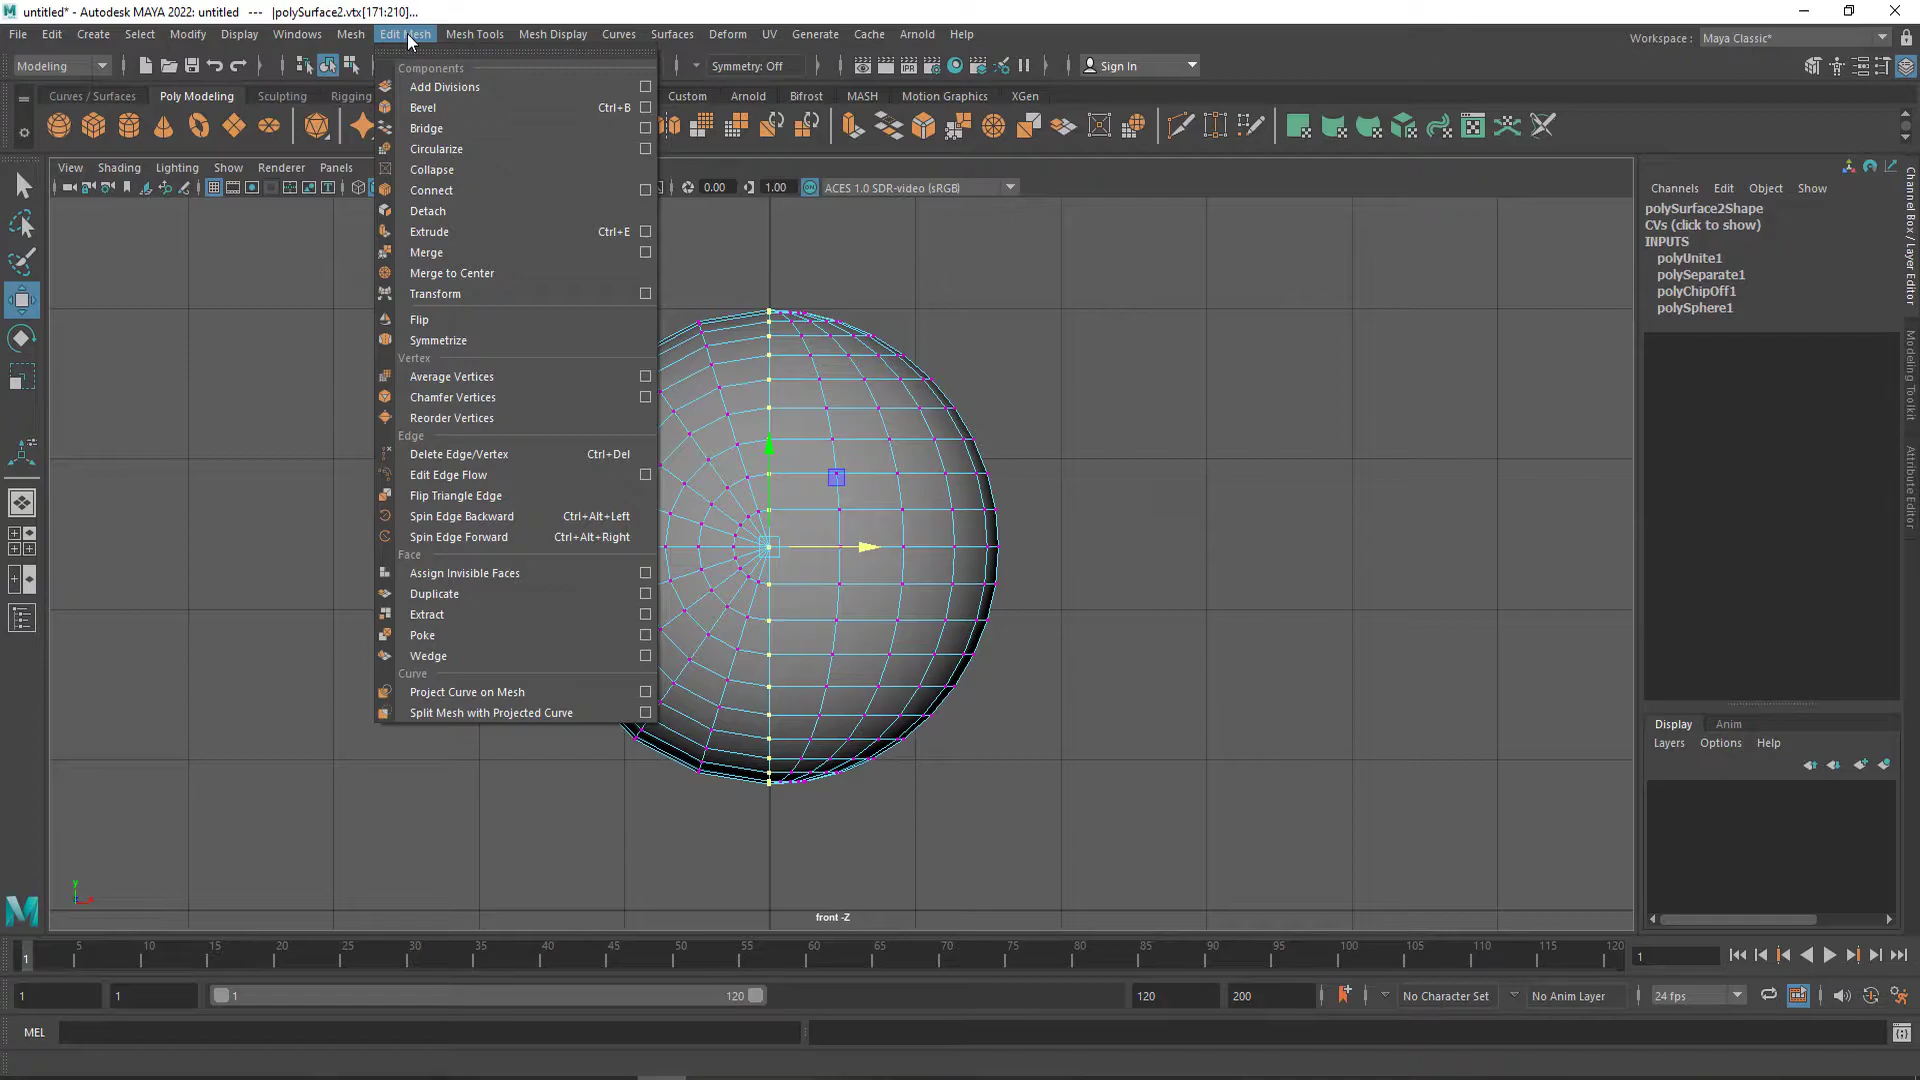 untitled* - Autodesk MAYA 2022: untitled --- |polySurface2.vtx[171:210]...
File Edit Create Select Modify Display Windows Mesh Edit Mesh Mesh Tools Mesh Display Curves Surfaces Deform UV Generate Cache Arnold Help
Workspace : Maya Classic*
Modeling Symmetry: Off Sign In
Curves / Surfaces Poly Modeling Sculpting Rigging Custom Arnold Bifrost MASH Motion Graphics XGen
View Shading Lighting Show Renderer Panels
0.00 1.00 ON ACES 1.0 SDR-video (sRGB)
Components
Add Divisions
Bevel Ctrl+B
Bridge
Circularize
Collapse
Connect
Detach
Extrude Ctrl+E
Merge
Merge to Center
Transform
Flip
Symmetrize
Vertex
Average Vertices
Chamfer Vertices
Reorder Vertices
Edge
Delete Edge/Vertex Ctrl+Del
Edit Edge Flow
Flip Triangle Edge
Spin Edge Backward Ctrl+Alt+Left
Spin Edge Forward Ctrl+Alt+Right
Face
Assign Invisible Faces
Duplicate
Extract
Poke
Wedge
Curve
Project Curve on Mesh
Split Mesh with Projected Curve
Channels Edit Object Show
polySurface2Shape
CVs (click to show)
INPUTS
polyUnite1
polySeparate1
polyChipOff1
polySphere1
Channel Box / Layer Editor
Modeling Toolkit
Attribute Editor
Display Anim
Layers Options Help
y
front -Z
1 5 10 15 20 25 30 35 40 45 50 55 60 65 70 75 80 85 90 95 100 105 110 115 120
1
1 1 1 120 120 200 No Character Set No Anim Layer 24 fps
MEL